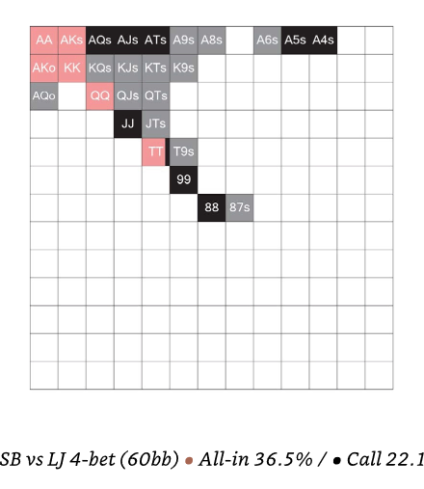 AA AKs AQs AJs ATs A9s A8s A6s A5s A4s
AKo KK KQs KJs KTs K9s
AQo QQ QJs QTs
JJ JTs
TT T9s
99
88 87s
SB vs LJ 4-bet (60bb) • All-in 36.5% / • Call 22.1